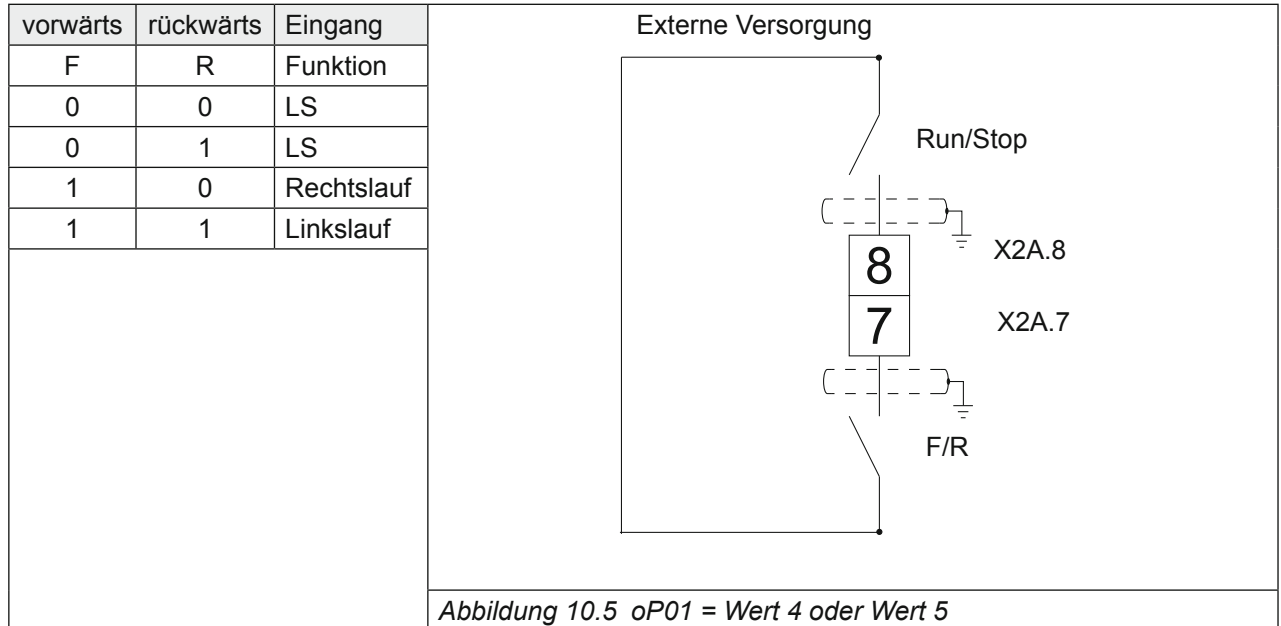 vorwärts rückwärts Eingang
F R Funktion
0 0 LS
0 1 LS
1 0 Rechtslauf
1 1 Linkslauf
Externe Versorgung
Run/Stop
8 X2A.8
7 X2A.7
F/R
Abbildung 10.5 oP01 = Wert 4 oder Wert 5